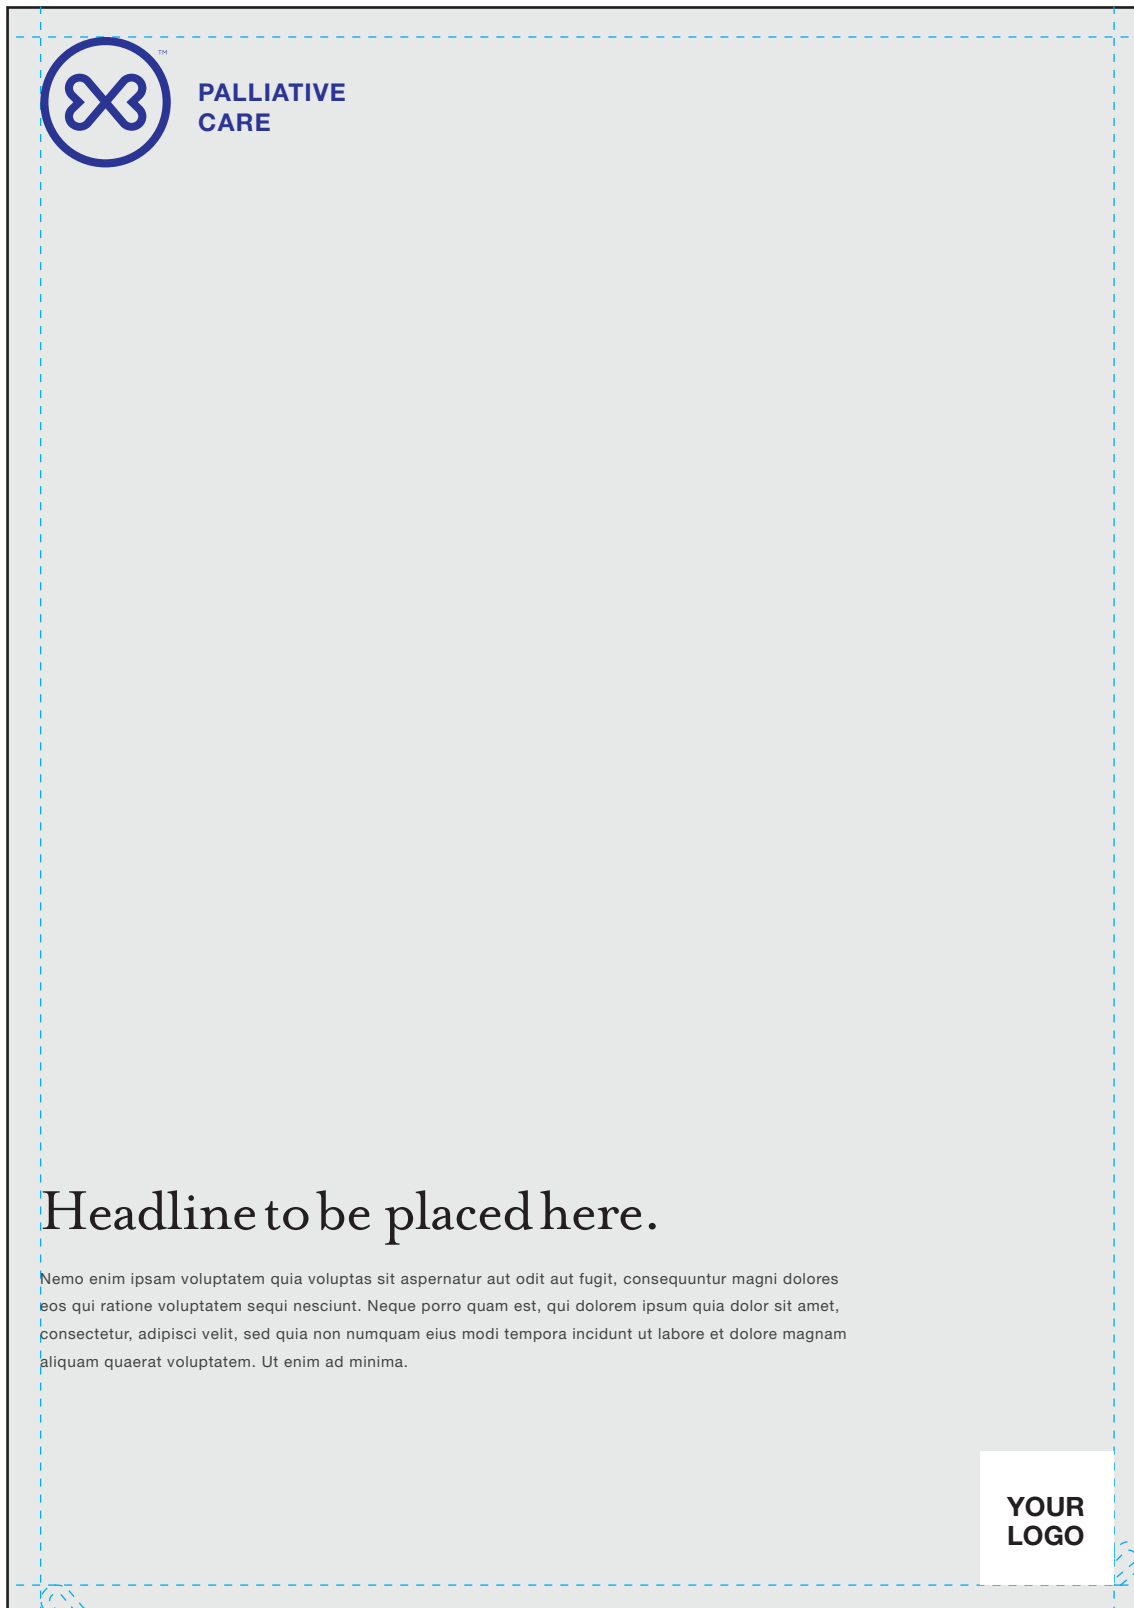 TM
PALLIATIVE
CARE
Headline to be placed here.
Nemo enim ipsam voluptatem quia voluptas sit aspernatur aut odit aut fugit, consequuntur magni dolores
eos qui ratione voluptatem sequi nesciunt. Neque porro quam est, qui dolorem ipsum quia dolor sit amet,
consectetur, adipisci velit, sed quia non numquam eius modi tempora incidunt ut labore et dolore magnam
aliquam quaerat voluptatem. Ut enim ad minima.
YOUR
LOGO